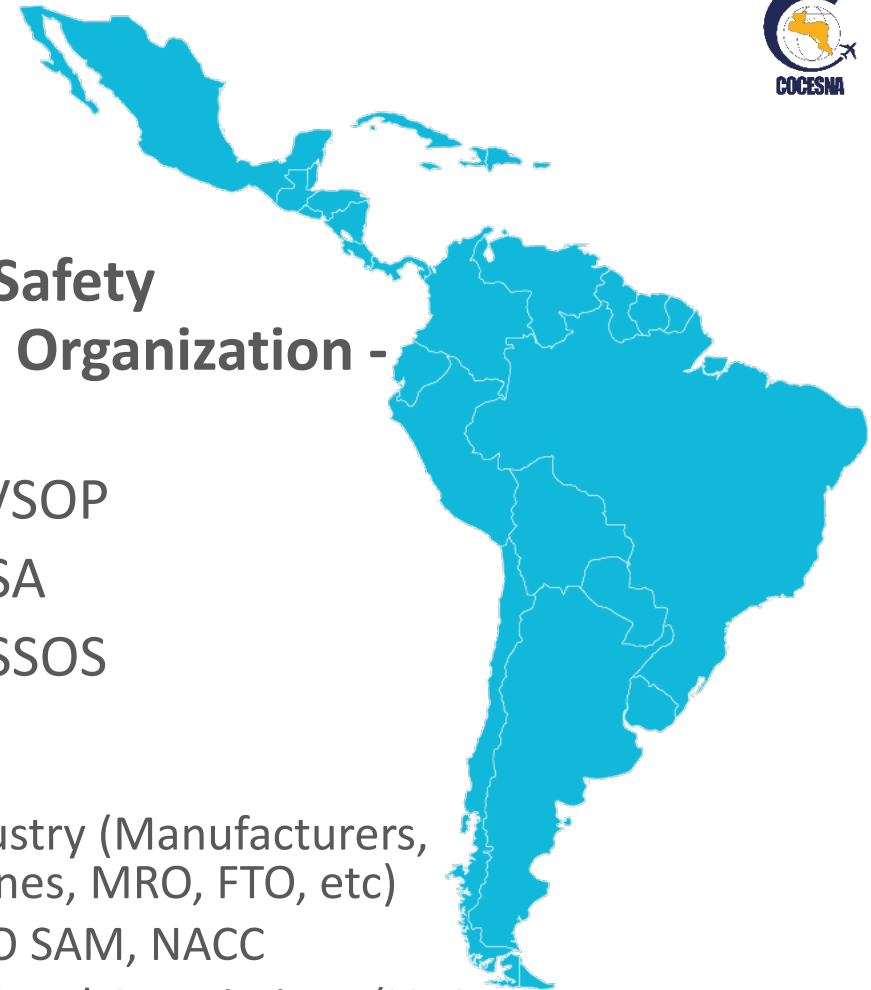 COCESNA
Safety
Organization -
/SOP
SA
SSOS
ustry (Manufacturers,
nes, MRO, FTO, etc)
O SAM, NACC